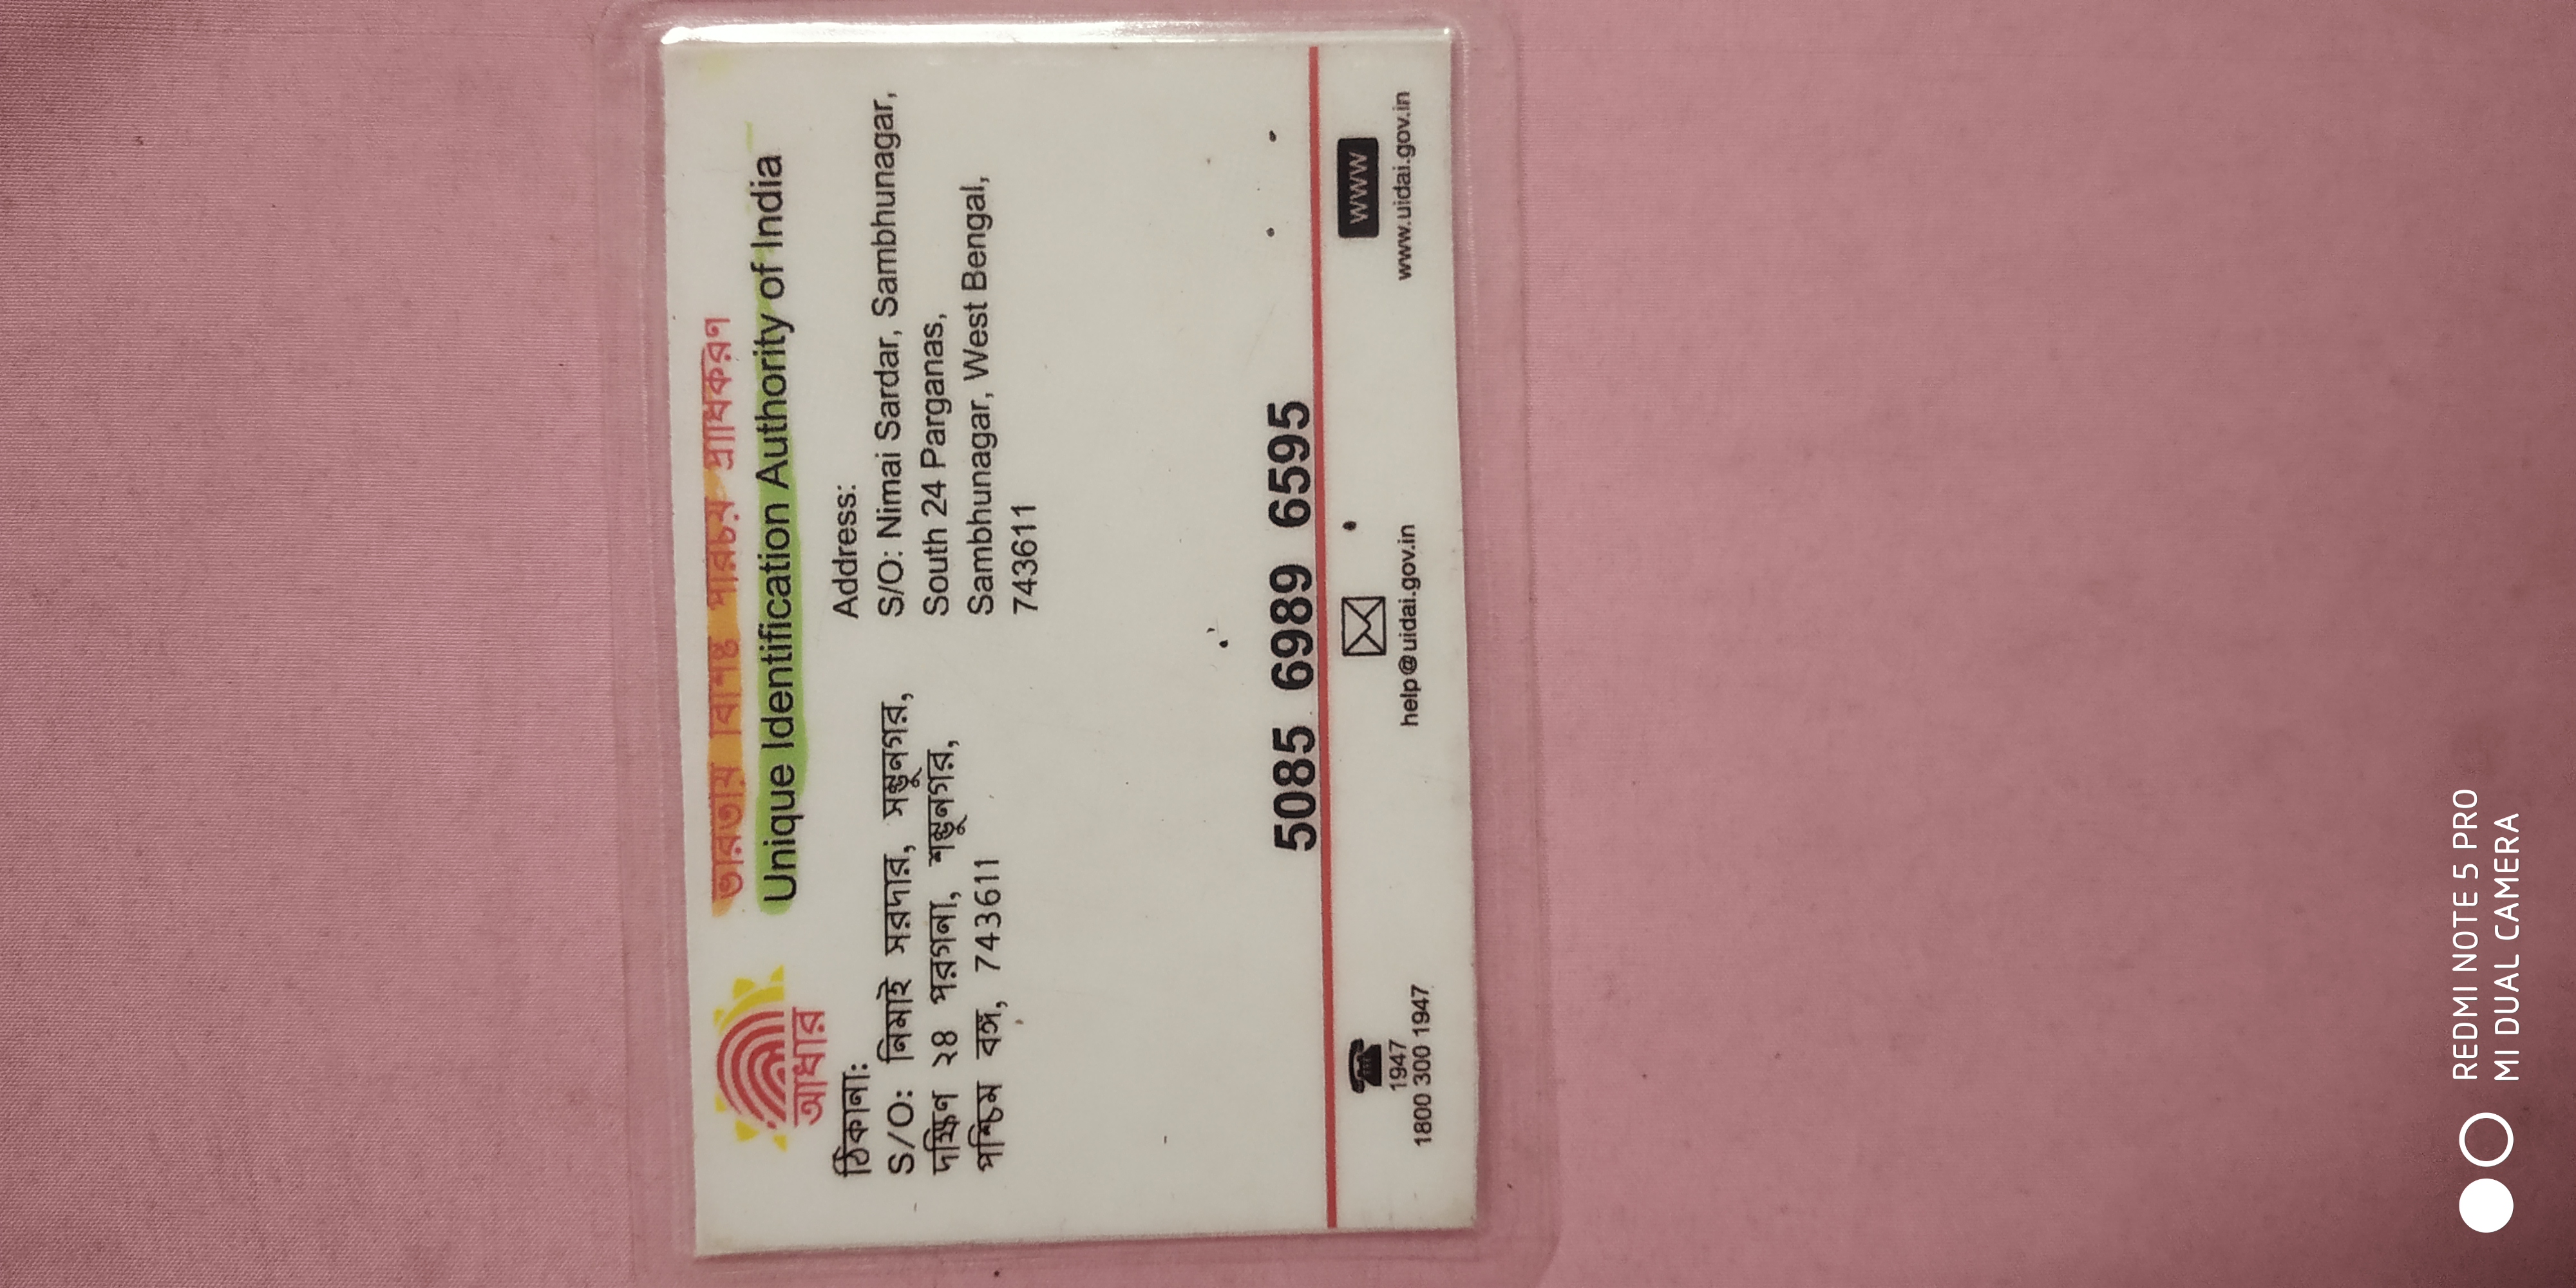 ভারতীয় বিশিষ্ট পরিচয় প্রাধিকরণ
Unique Identification Authority of India
আধার
ঠিকানা:
S/O: নিমাই সরদার, সম্ভুনগর,
দক্ষিণ ২৪ পরগনা, শম্ভুনগর,
পশ্চিম বঙ্গ, 743611
Address:
S/O: Nimai Sardar, Sambhunagar,
South 24 Parganas,
Sambhunagar, West Bengal,
743611
5085 6989 6595
1947
1800 300 1947
help@uidai.gov.in
www
www.uidai.gov.in
REDMI NOTE 5 PRO
MI DUAL CAMERA